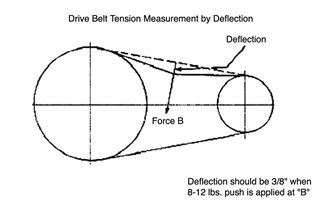 Drive Belt Tension Measurement by Deflection
Deflection
Force B
Deflection should be 3/8" when
8-12 lbs. push is applied at "B"